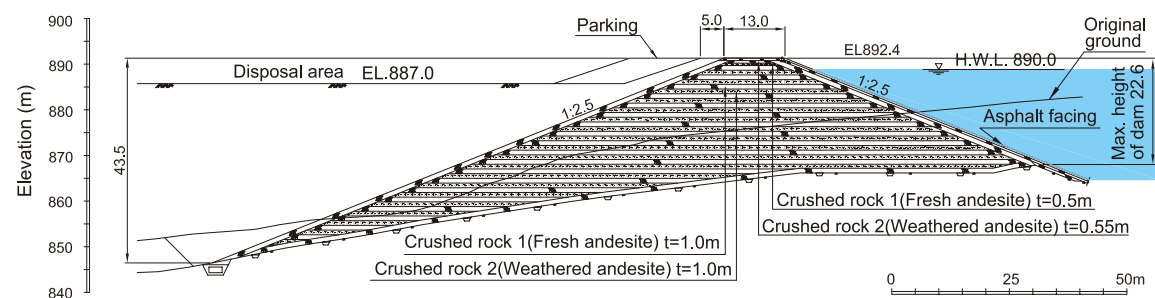 900
890
880
870
860
850
840
Elevation (m)
43.5
Disposal area
EL.887.0
Parking
5.0
13.0
1:2.5
EL892.4
H.W.L. 890.0
Original
ground
1:2.5
Asphalt facing
Max. height
of dam 22.6
Crushed rock 1(Fresh andesite) t=0.5m
Crushed rock 2(Weathered andesite) t=0.55m
Crushed rock 1(Fresh andesite) t=1.0m
Crushed rock 2(Weathered andesite) t=1.0m
0
25
50m